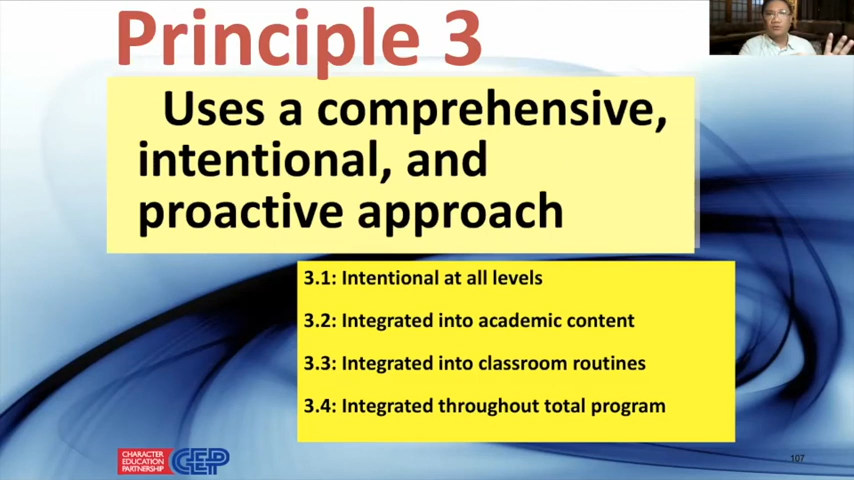 Principle 3
Uses a comprehensive,
intentional, and
proactive approach
3.1: Intentional at all levels
3.2: Integrated into academic content
3.3: Integrated into classroom routines
3.4: Integrated throughout total program
CHARACTER
EDUCATION
PARTNERSHIP
CEP
107